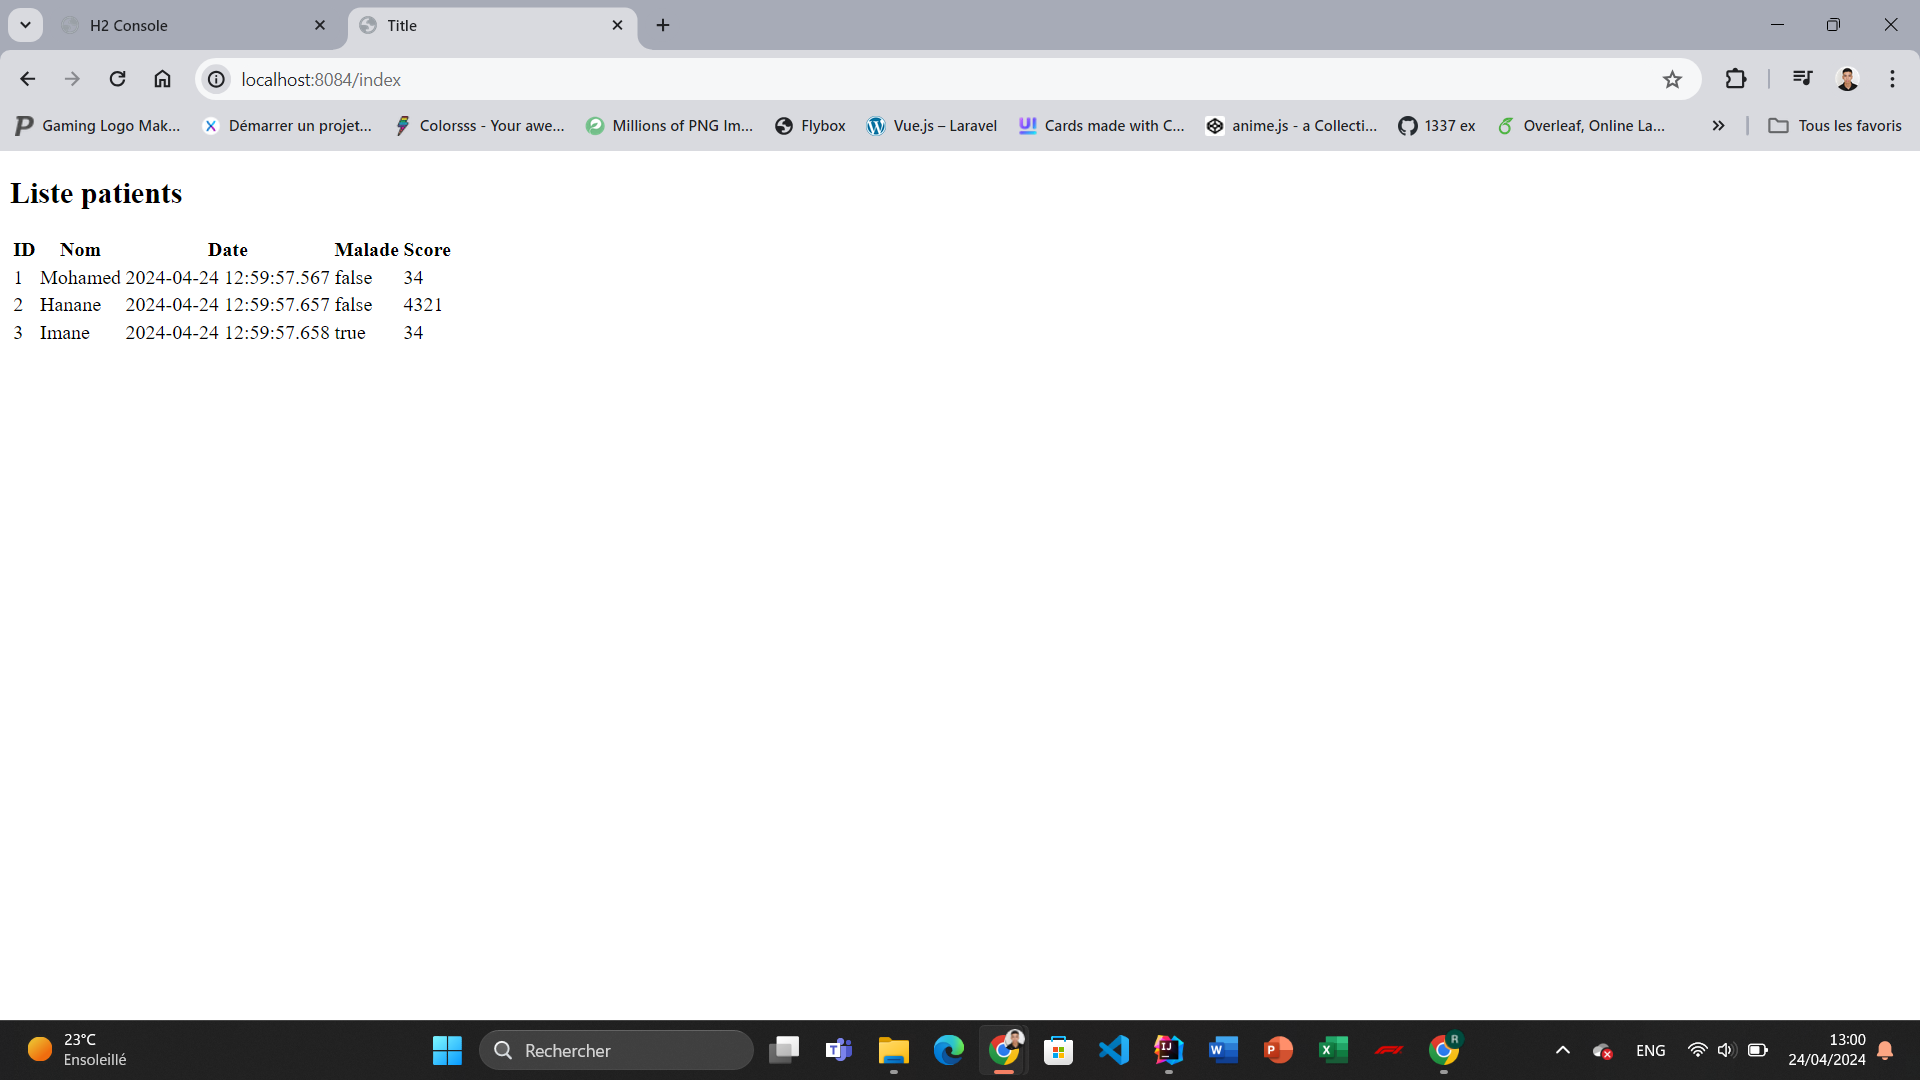 H2 Console
Title
localhost:8084/index
Gaming Logo Mak...
Démarrer un projet...
Colorsss - Your awe...
Millions of PNG Im...
Flybox
Vue.js – Laravel
Cards made with C...
anime.js - a Collecti...
1337 ex
Overleaf, Online La...
Tous les favoris
Liste patients
ID Nom Date Malade Score
1 Mohamed 2024-04-24 12:59:57.567 false 34
2 Hanane 2024-04-24 12:59:57.657 false 4321
3 Imane 2024-04-24 12:59:57.658 true 34
23°C
Ensoleillé
Rechercher
ENG
13:00
24/04/2024